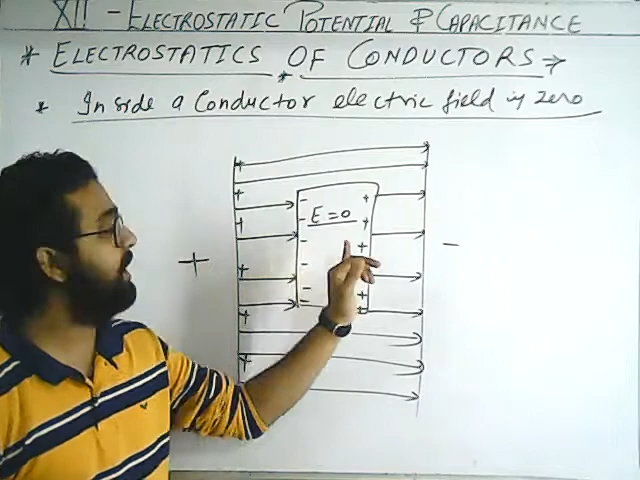 XII - ELECTROSTATIC POTENTIAL & CAPACITANCE
* ELECTROSTATICS OF CONDUCTORS →
* Inside a Conductor electric field is zero
E = 0
+
-